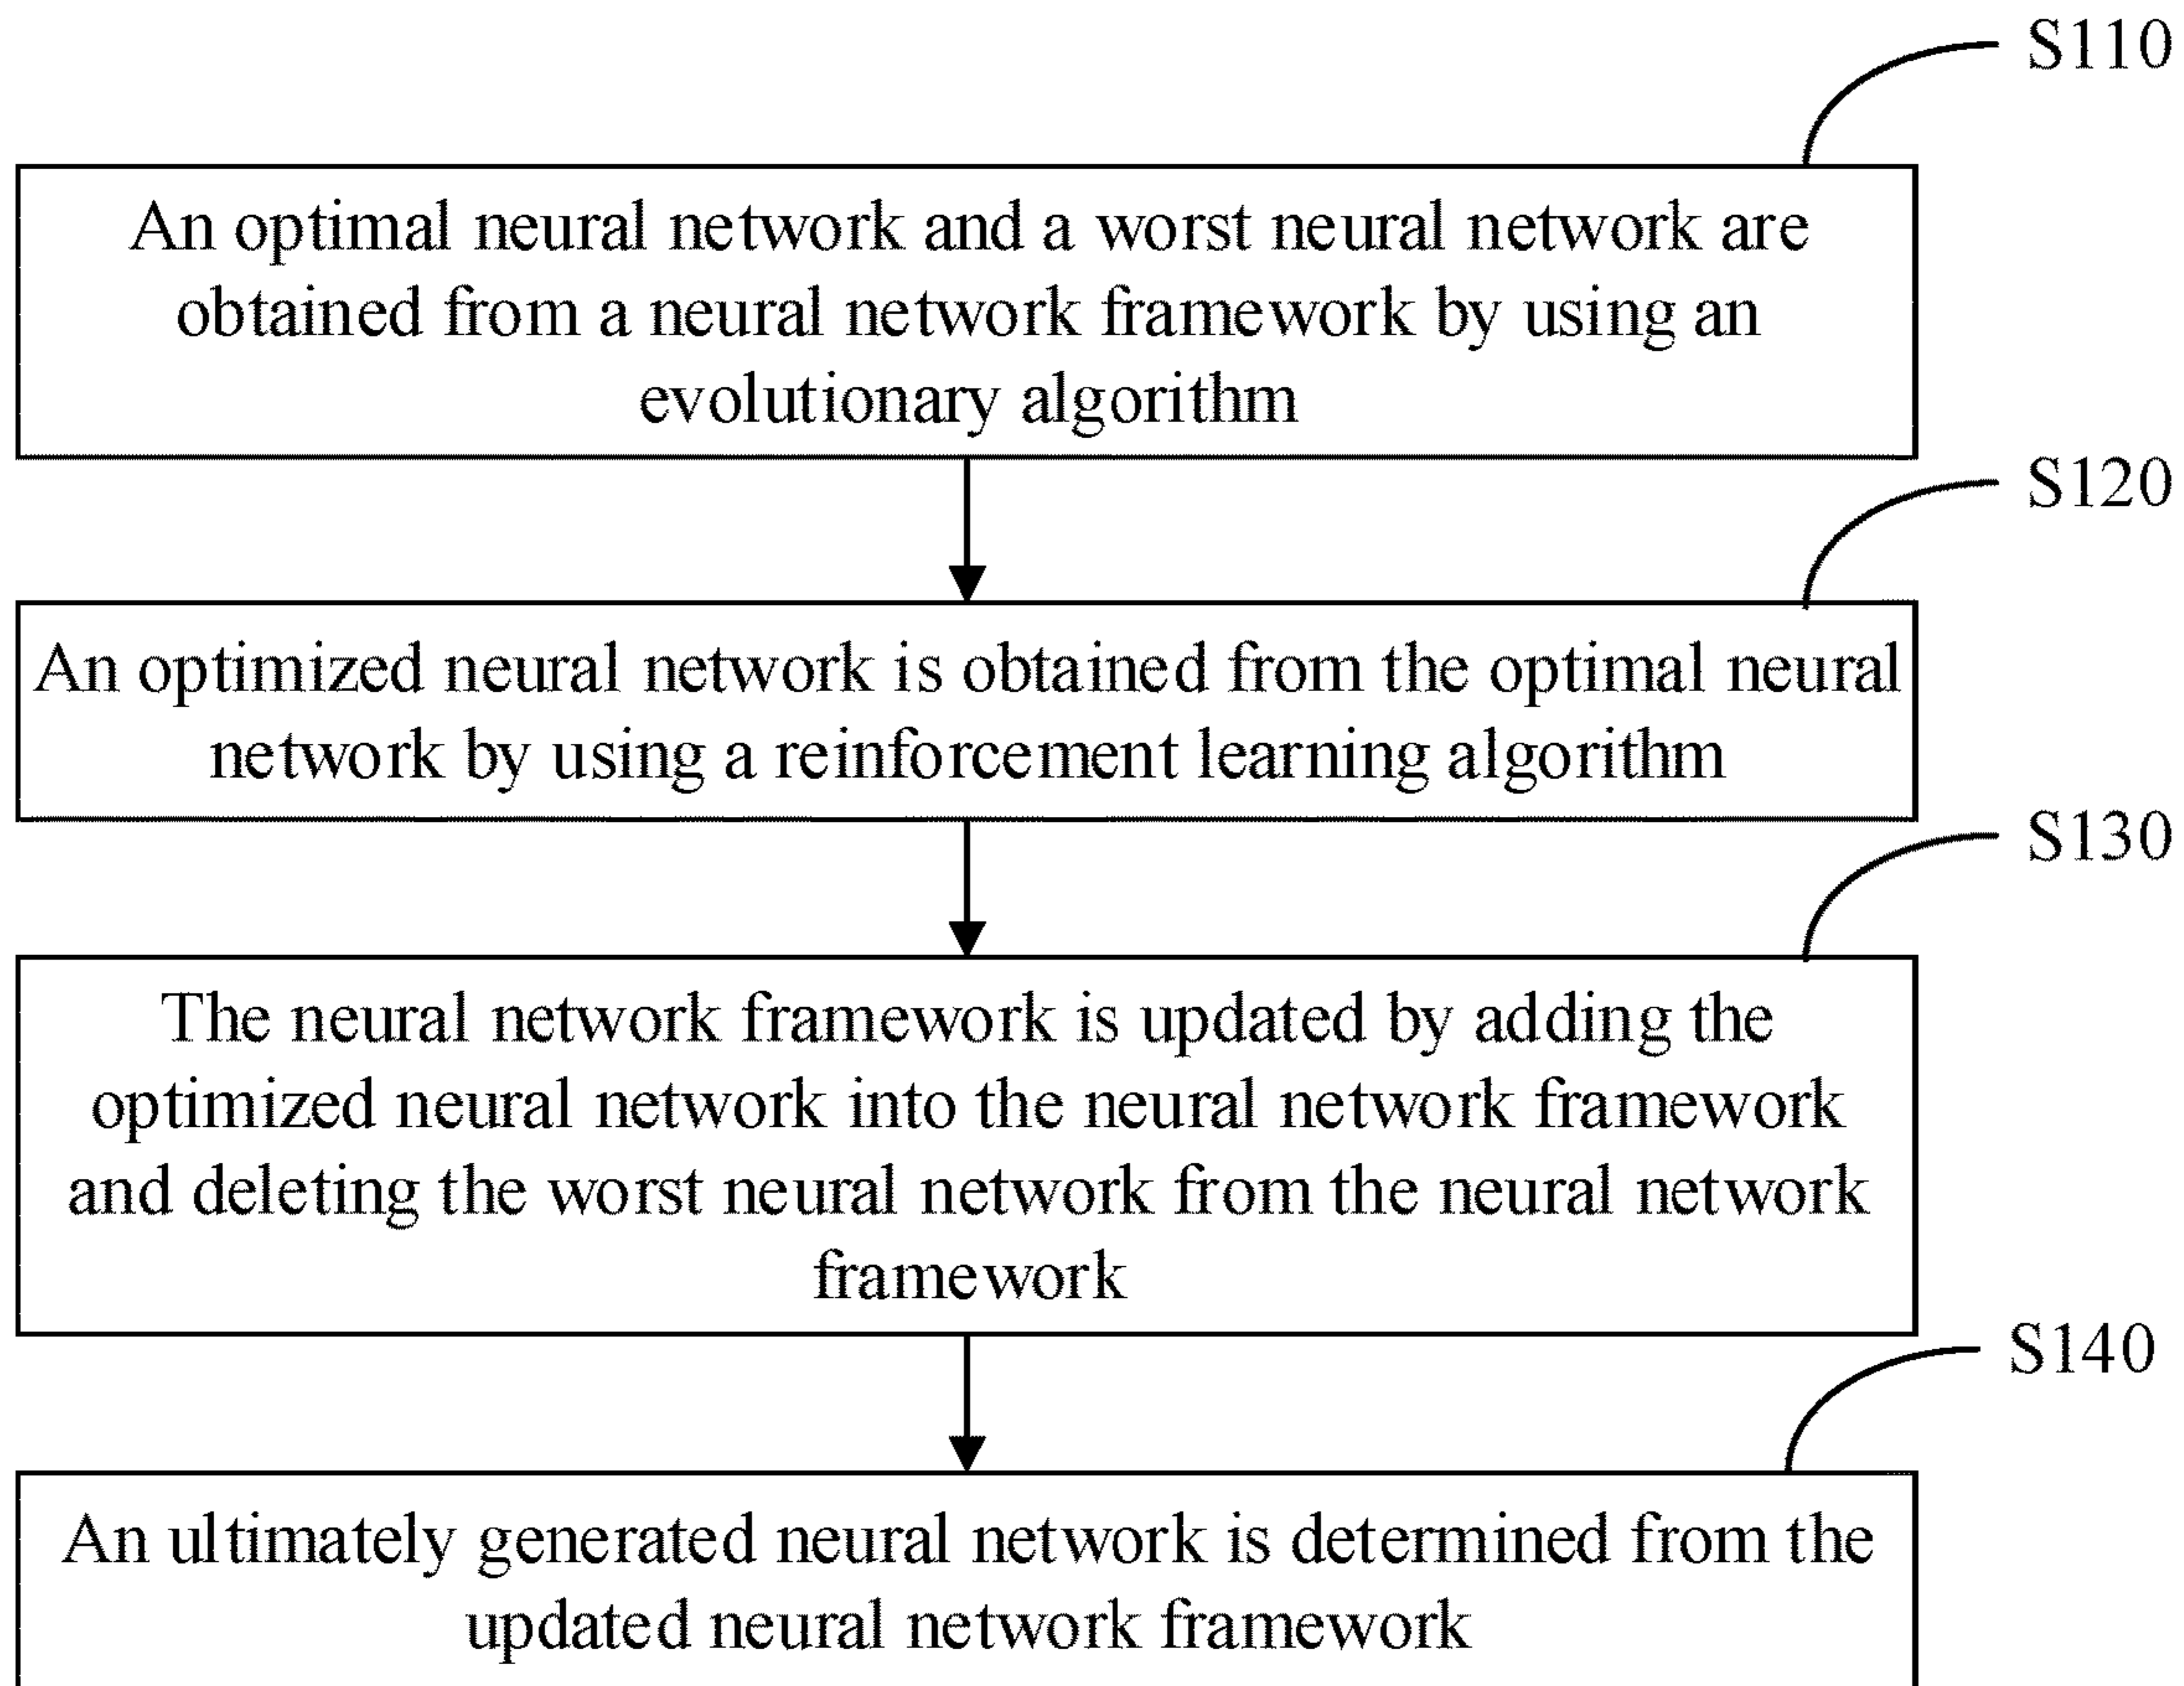 S110
An optimal neural network and a worst neural network are
obtained from a neural network framework by using an
evolutionary algorithm
S120
An optimized neural network is obtained from the optimal neural
network by using a reinforcement learning algorithm
S130
The neural network framework is updated by adding the
optimized neural network into the neural network framework
and deleting the worst neural network from the neural network
framework
S140
An ultimately generated neural network is determined from the
updated neural network framework